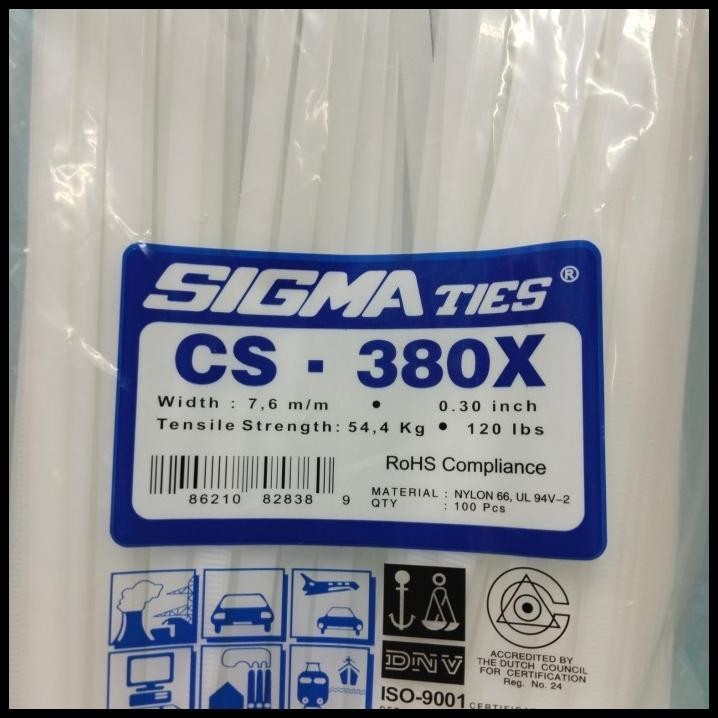 SIGMA TIES ®
CS · 380X
Width : 7,6 m/m • 0.30 inch
Tensile Strength: 54,4 Kg • 120 lbs
RoHS Compliance
86210 82838 9
MATERIAL : NYLON 66, UL 94V-2
QTY : 100 Pcs
DNV
ISO-9001
ACCREDITED BY
THE DUTCH COUNCIL
FOR CERTIFICATION
Reg. No. 24